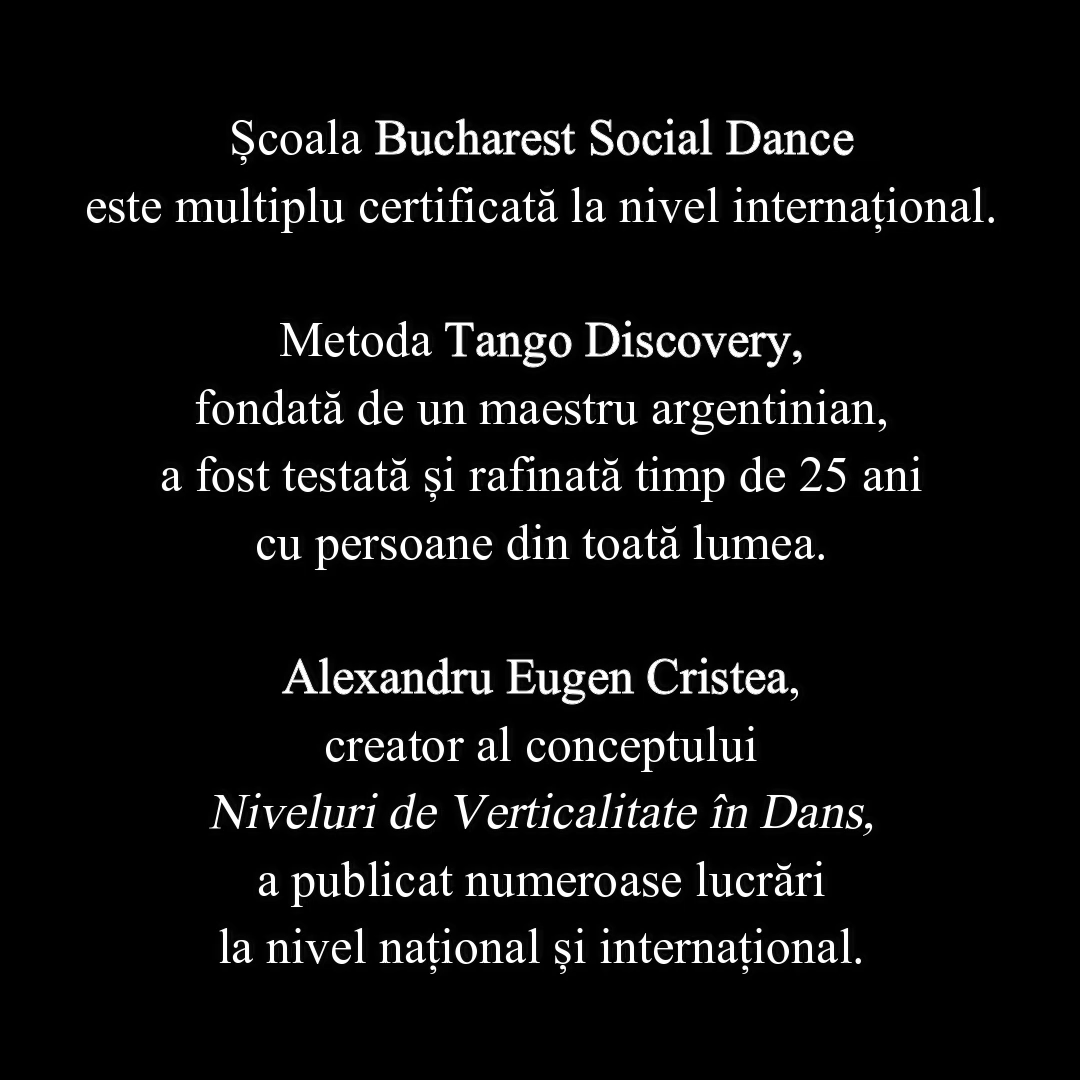 Școala Bucharest Social Dance
este multiplu certificată la nivel internațional.
Metoda Tango Discovery,
fondată de un maestru argentinian,
a fost testată și rafinată timp de 25 ani
cu persoane din toată lumea.
Alexandru Eugen Cristea,
creator al conceptului
Niveluri de Verticalitate în Dans,
a publicat numeroase lucrări
la nivel național și internațional.